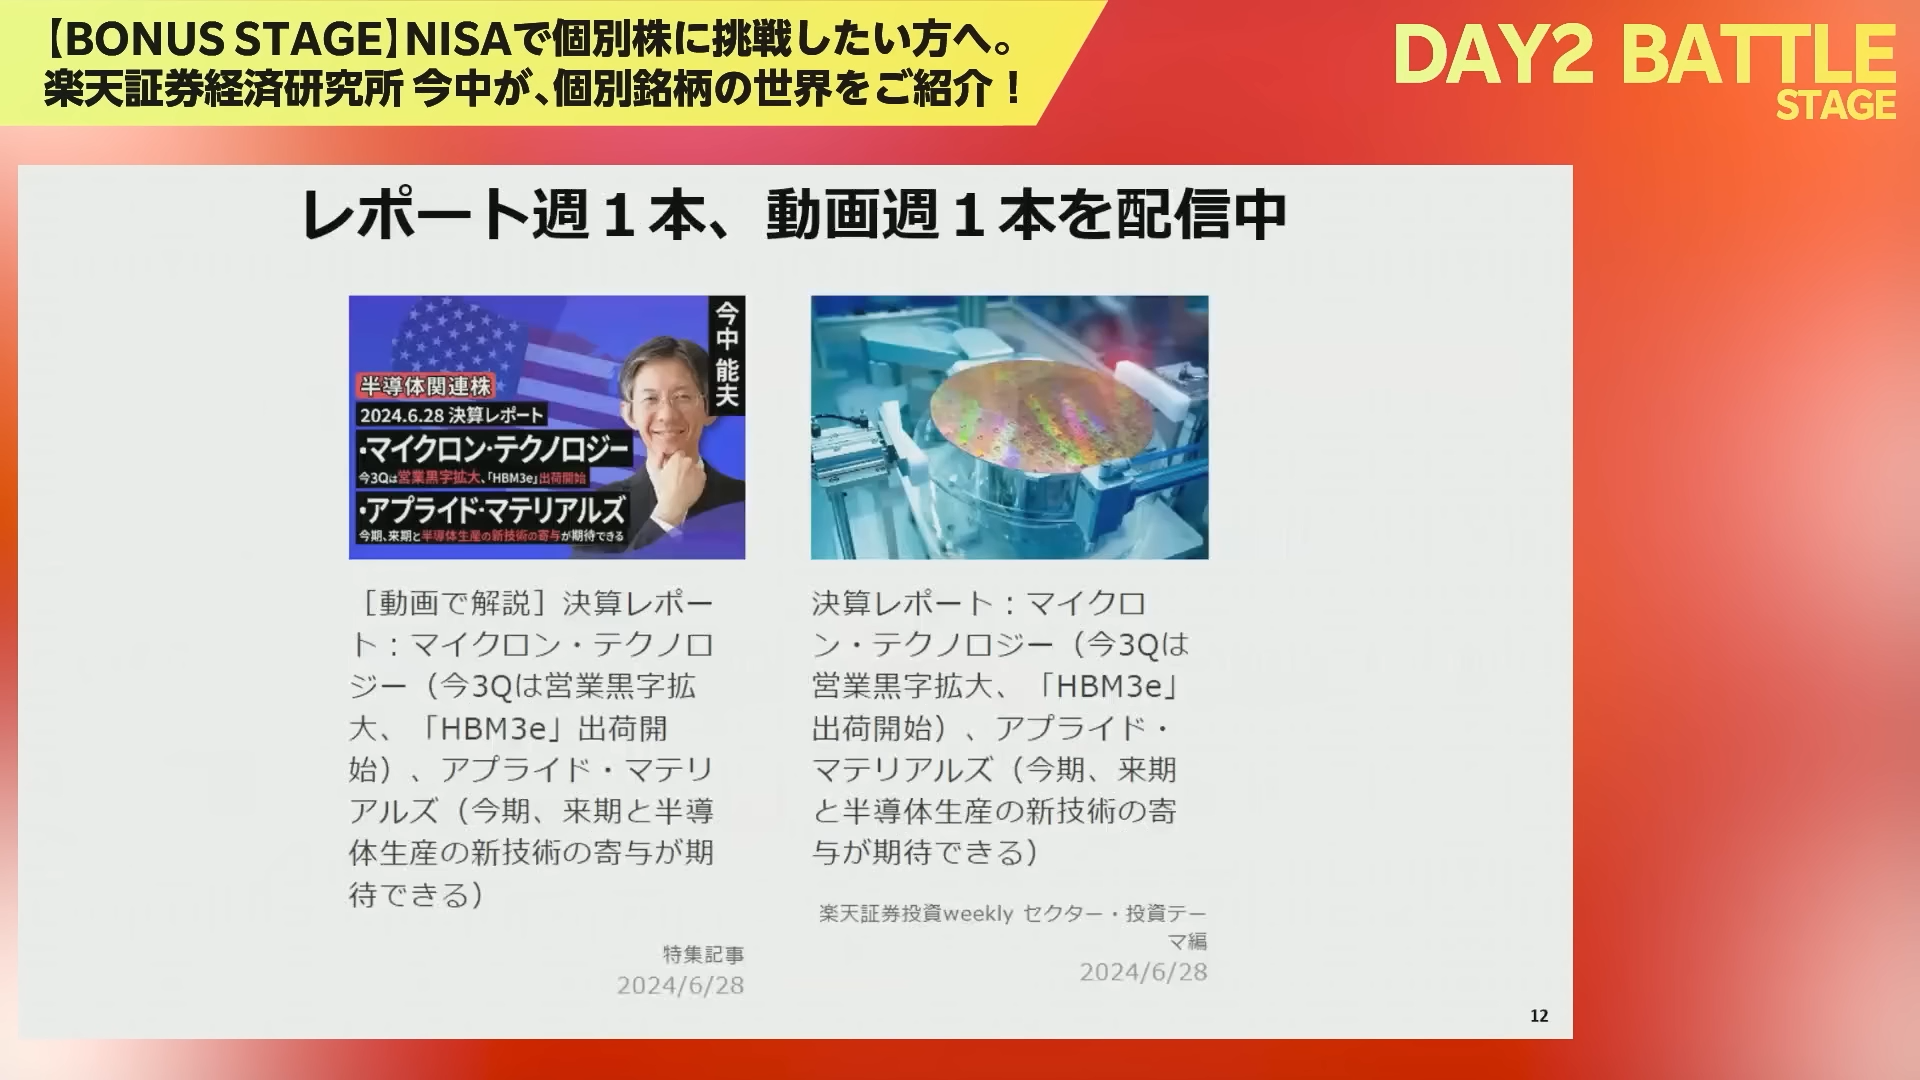 【BONUS STAGE】NISAで個別株に挑戦したい方へ。
楽天証券経済研究所 今中が、個別銘柄の世界をご紹介！
DAY2 BATTLE
STAGE
レポート週１本、動画週１本を配信中
今中 能夫
半導体関連株
2024.6.28 決算レポート
・マイクロン・テクノロジー
今3Qは営業黒字拡大、「HBM3e」出荷開始
・アプライド・マテリアルズ
今期、来期と半導体生産の新技術の寄与が期待できる
［動画で解説］決算レポー
ト：マイクロン・テクノロ
ジー（今3Qは営業黒字拡
大、「HBM3e」出荷開
始）、アプライド・マテリ
アルズ（今期、来期と半導
体生産の新技術の寄与が期
待できる）
特集記事
2024/6/28
決算レポート：マイクロ
ン・テクノロジー（今3Qは
営業黒字拡大、「HBM3e」
出荷開始）、アプライド・
マテリアルズ（今期、来期
と半導体生産の新技術の寄
与が期待できる）
楽天証券投資weekly セクター・投資テー
マ編
2024/6/28
12